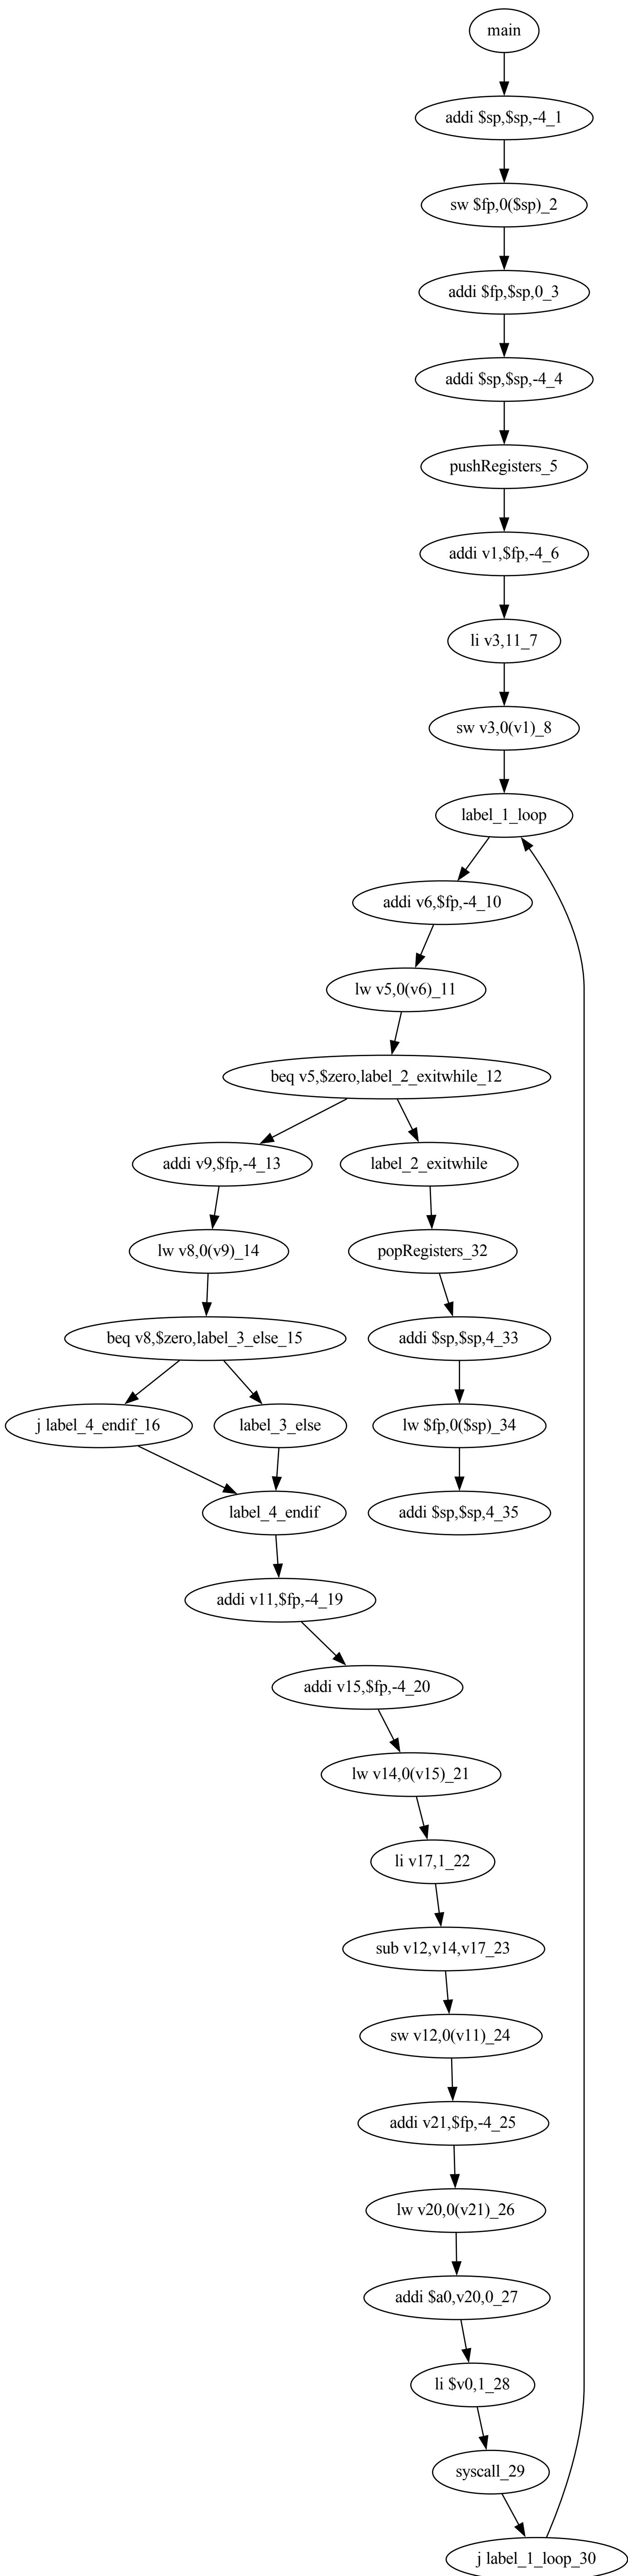 main
addi $sp,$sp,-4_1
sw $fp,0($sp)_2
addi $fp,$sp,0_3
addi $sp,$sp,-4_4
pushRegisters_5
addi v1,$fp,-4_6
li v3,11_7
sw v3,0(v1)_8
label_1_loop
addi v6,$fp,-4_10
lw v5,0(v6)_11
beq v5,$zero,label_2_exitwhile_12
addi v9,$fp,-4_13
label_2_exitwhile
lw v8,0(v9)_14
popRegisters_32
beq v8,$zero,label_3_else_15
addi $sp,$sp,4_33
j label_4_endif_16
label_3_else
lw $fp,0($sp)_34
label_4_endif
addi $sp,$sp,4_35
addi v11,$fp,-4_19
addi v15,$fp,-4_20
lw v14,0(v15)_21
li v17,1_22
sub v12,v14,v17_23
sw v12,0(v11)_24
addi v21,$fp,-4_25
lw v20,0(v21)_26
addi $a0,v20,0_27
li $v0,1_28
syscall_29
j label_1_loop_30